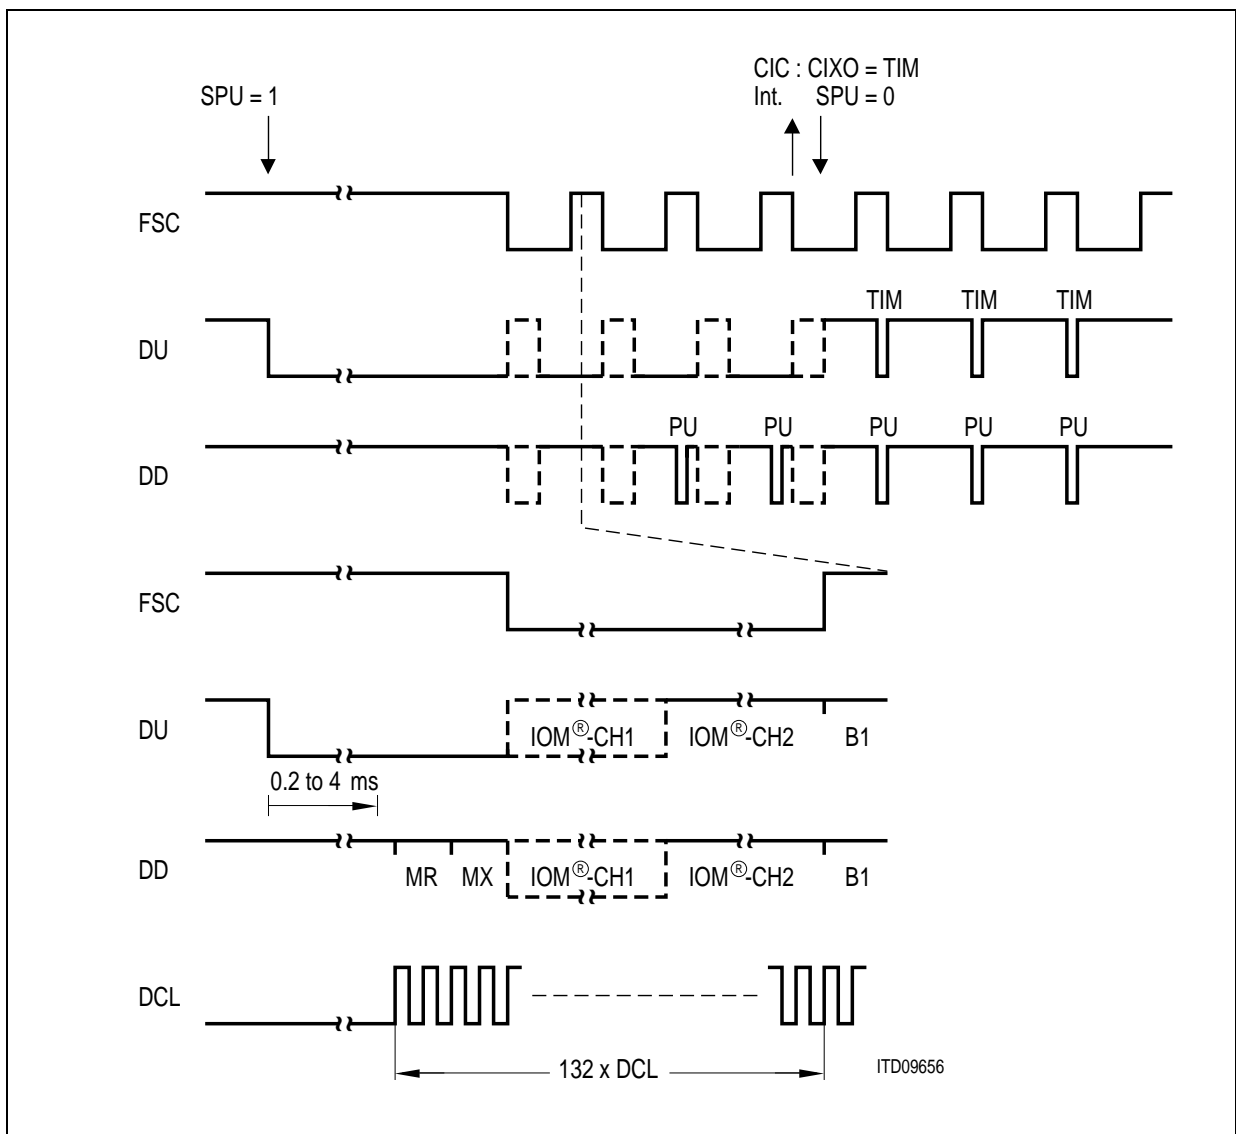 CIC : CIXO = TIM
SPU = 1
Int. SPU = 0
FSC
TIM TIM TIM
DU
PU PU PU PU PU
DD
FSC
DU
IOM®-CH1 IOM®-CH2 B1
0.2 to 4 ms
DD
MR MX IOM®-CH1 IOM®-CH2 B1
DCL
132 x DCL
ITD09656